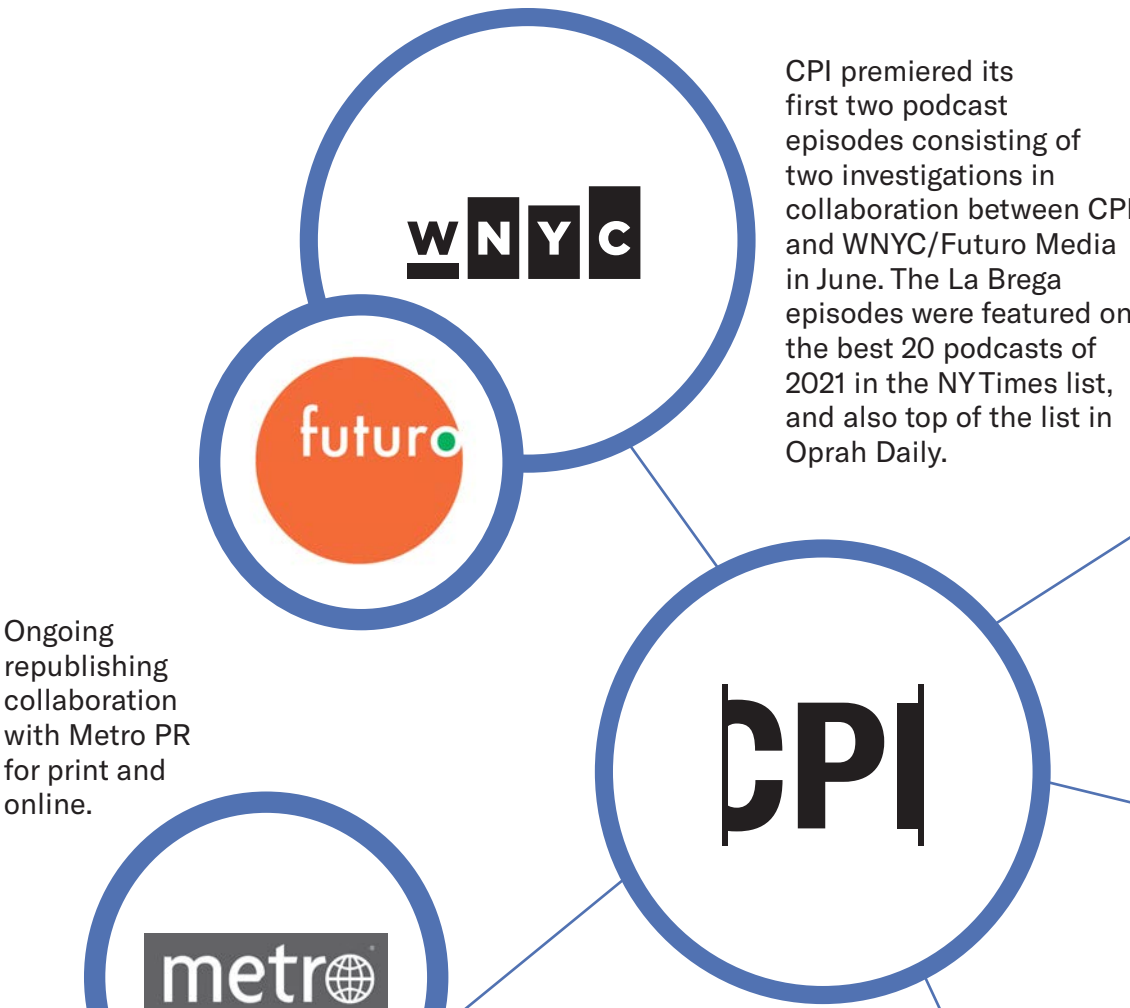 WNYC
futuro
CPI premiered its
first two podcast
episodes consisting of
two investigations in
collaboration between CPI
and WNYC/Futuro Media
in June. The La Brega
episodes were featured on
the best 20 podcasts of
2021 in the NY Times list,
and also top of the list in
Oprah Daily.
Ongoing
republishing
collaboration
with Metro PR
for print and
online.
CPI
metro